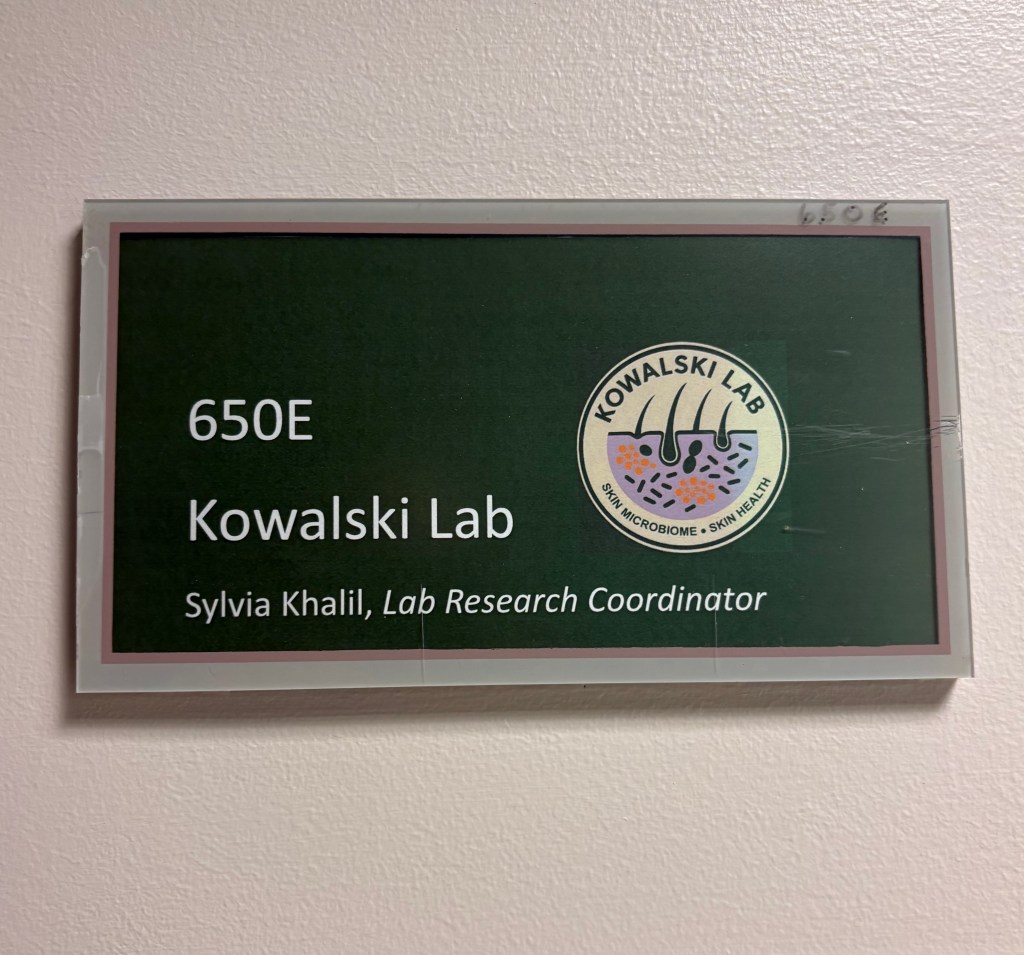 650E
650E
KOWALSKI LAB
SKIN MICROBIOME • SKIN HEALTH
Kowalski Lab
Sylvia Khalil, Lab Research Coordinator